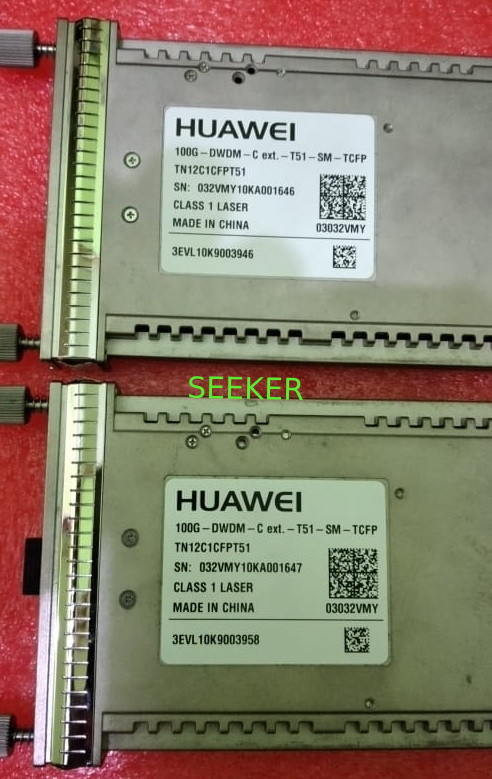 HUAWEI
100G-DWDM-C ext.-T51-SM-TCFP
TN12C1CFPT51
SN: 032VMY10KA001646
CLASS 1 LASER
MADE IN CHINA
03032VMY
3EVL10K9003946
SEEKER
HUAWEI
100G-DWDM-C ext.-T51-SM-TCFP
TN12C1CFPT51
SN: 032VMY10KA001647
CLASS 1 LASER
MADE IN CHINA
03032VMY
3EVL10K9003958